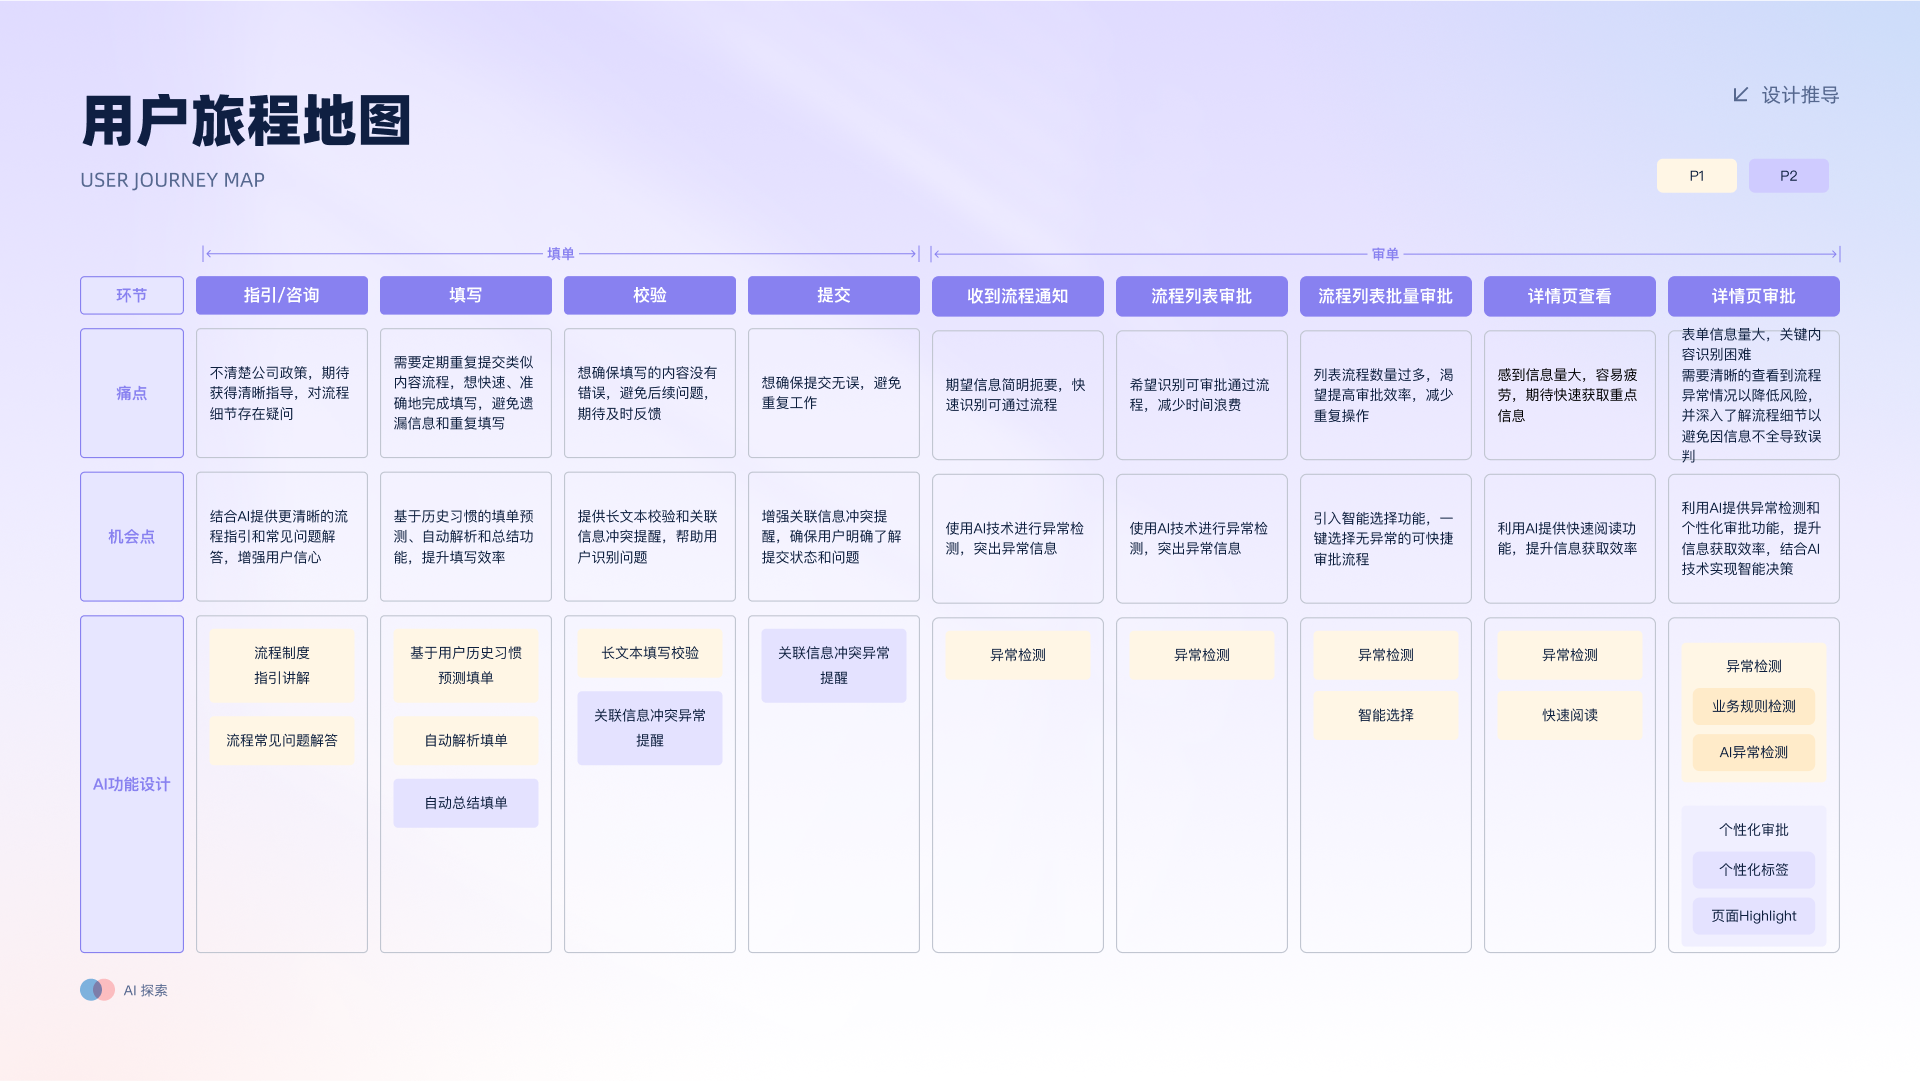 用户旅程地图
USER JOURNEY MAP
设计推导
P1
P2
填单
审单
环节
指引/咨询
填写
校验
提交
收到流程通知
流程列表审批
流程列表批量审批
详情页查看
详情页审批
痛点
不清楚公司政策，期待
获得清晰指导，对流程
细节存在疑问
需要定期重复提交类似
内容流程，想快速、准
确地完成填写，避免遗
漏信息和重复填写
想确保填写的内容没有
错误，避免后续问题，
期待及时反馈
想确保提交无误，避免
重复工作
期望信息简明扼要，快
速识别可通过流程
希望识别可审批通过流
程，减少时间浪费
列表流程数量过多，渴
望提高审批效率，减少
重复操作
感到信息量大，容易疲
劳，期待快速获取重点
信息
表单信息量大，关键内
容识别困难
需要清晰的查看到流程
异常情况以降低风险，
并深入了解流程细节以
避免因信息不全导致误
判
机会点
结合AI提供更清晰的流
程指引和常见问题解
答，增强用户信心
基于历史习惯的填单预
测、自动解析和总结功
能，提升填写效率
提供长文本校验和关联
信息冲突提醒，帮助用
户识别问题
增强关联信息冲突提
醒，确保用户明确了解
提交状态和问题
使用AI技术进行异常检
测，突出异常信息
使用AI技术进行异常检
测，突出异常信息
引入智能选择功能，一
键选择无异常的可快捷
审批流程
利用AI提供快速阅读功
能，提升信息获取效率
利用AI提供异常检测和
个性化审批功能，提升
信息获取效率，结合AI
技术实现智能决策
AI功能设计
流程制度
指引讲解
流程常见问题解答
基于用户历史习惯
预测填单
自动解析填单
自动总结填单
长文本填写校验
关联信息冲突异常
提醒
关联信息冲突异常
提醒
异常检测
异常检测
异常检测
智能选择
异常检测
快速阅读
异常检测
业务规则检测
AI异常检测
个性化审批
个性化标签
页面Highlight
AI 探索